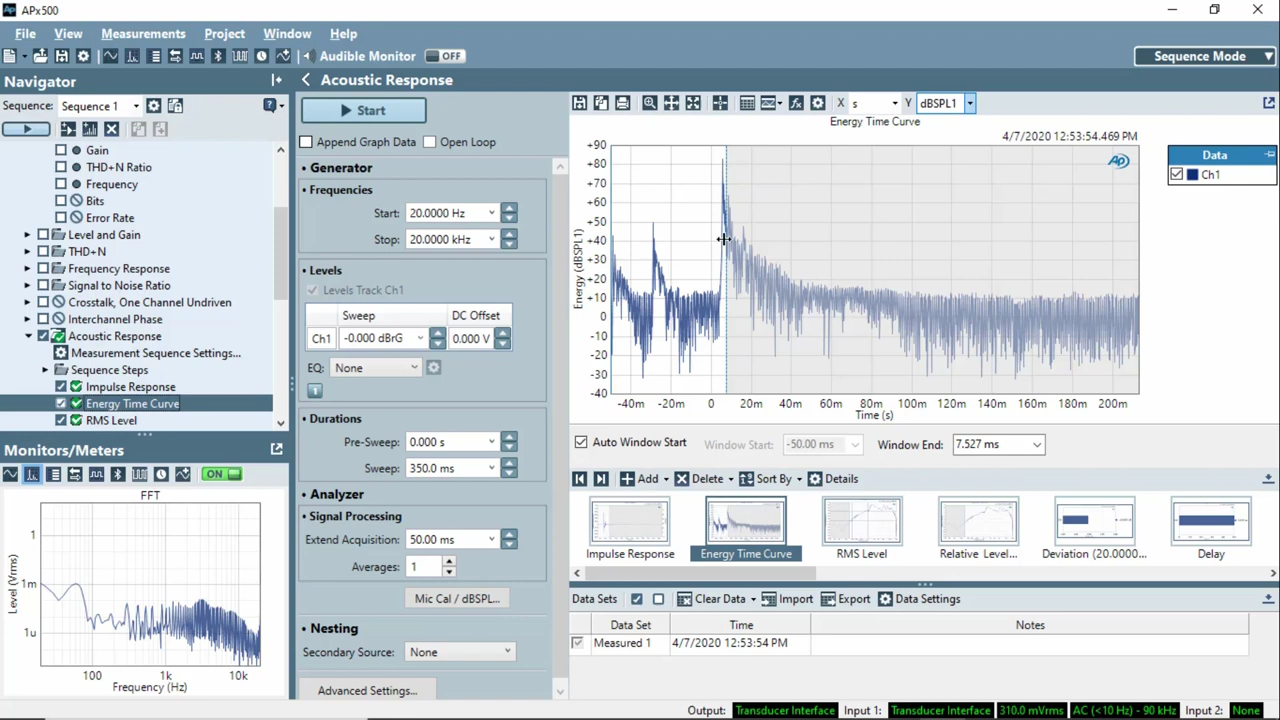 APx500
File View Measurements Project Window Help
Audible Monitor OFF
Sequence Mode
Navigator
Sequence: Sequence 1
Gain
THD+N Ratio
Frequency
Bits
Error Rate
Level and Gain
THD+N
Frequency Response
Signal to Noise Ratio
Crosstalk, One Channel Undriven
Interchannel Phase
Acoustic Response
Measurement Sequence Settings...
Sequence Steps
Impulse Response
Energy Time Curve
RMS Level
Monitors/Meters
ON
FFT
Level (Vrms)
1
1m
1u
100 1k 10k
Frequency (Hz)
Acoustic Response
Start
Append Graph Data Open Loop
Generator
Frequencies
Start: 20.0000 Hz
Stop: 20.0000 kHz
Levels
Levels Track Ch1
Sweep DC Offset
Ch1 -0.000 dBrG 0.000 V
EQ: None
1
Durations
Pre-Sweep: 0.000 s
Sweep: 350.0 ms
Analyzer
Signal Processing
Extend Acquisition: 50.00 ms
Averages: 1
Mic Cal / dBSPL...
Nesting
Secondary Source: None
Advanced Settings...
X s Y dBSPL1
Energy Time Curve
4/7/2020 12:53:54.469 PM
Energy (dBSPL1)
+90
+80
+70
+60
+50
+40
+30
+20
+10
0
-10
-20
-30
-40
-40m -20m 0 20m 40m 60m 80m 100m 120m 140m 160m 180m 200m
Time (s)
AP
Data
Ch1
Auto Window Start Window Start: -50.00 ms Window End: 7.527 ms
Add Delete Sort By Details
Impulse Response Energy Time Curve RMS Level Relative Level... Deviation (20.0000... Delay
Data Sets Clear Data Import Export Data Settings
Data Set Time Notes
Measured 1 4/7/2020 12:53:54 PM
Output: Transducer Interface Input 1: Transducer Interface 310.0 mVrms AC (<10 Hz) - 90 kHz Input 2: None